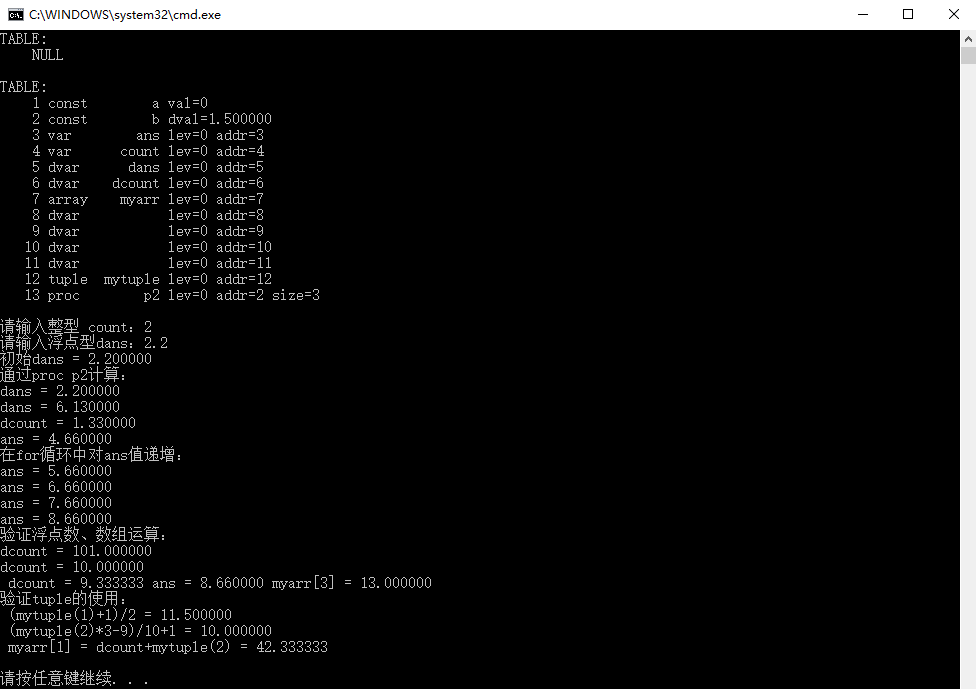 C:\WINDOWS\system32\cmd.exe
TABLE:
    NULL
TABLE:
    1 const        a val=0
    2 const        b dval=1.500000
    3 var        ans lev=0 addr=3
    4 var      count lev=0 addr=4
    5 dvar      dans lev=0 addr=5
    6 dvar    dcount lev=0 addr=6
    7 array    myarr lev=0 addr=7
    8 dvar           lev=0 addr=8
    9 dvar           lev=0 addr=9
   10 dvar           lev=0 addr=10
   11 dvar           lev=0 addr=11
   12 tuple  mytuple lev=0 addr=12
   13 proc        p2 lev=0 addr=2 size=3
请输入整型 count：2
请输入浮点型dans：2.2
初始dans = 2.200000
通过proc p2计算：
dans = 2.200000
dans = 6.130000
dcount = 1.330000
ans = 4.660000
在for循环中对ans值递增：
ans = 5.660000
ans = 6.660000
ans = 7.660000
ans = 8.660000
验证浮点数、数组运算：
dcount = 101.000000
dcount = 10.000000
 dcount = 9.333333 ans = 8.660000 myarr[3] = 13.000000
验证tuple的使用：
 (mytuple(1)+1)/2 = 11.500000
 (mytuple(2)*3-9)/10+1 = 10.000000
 myarr[1] = dcount+mytuple(2) = 42.333333
请按任意键继续. . .